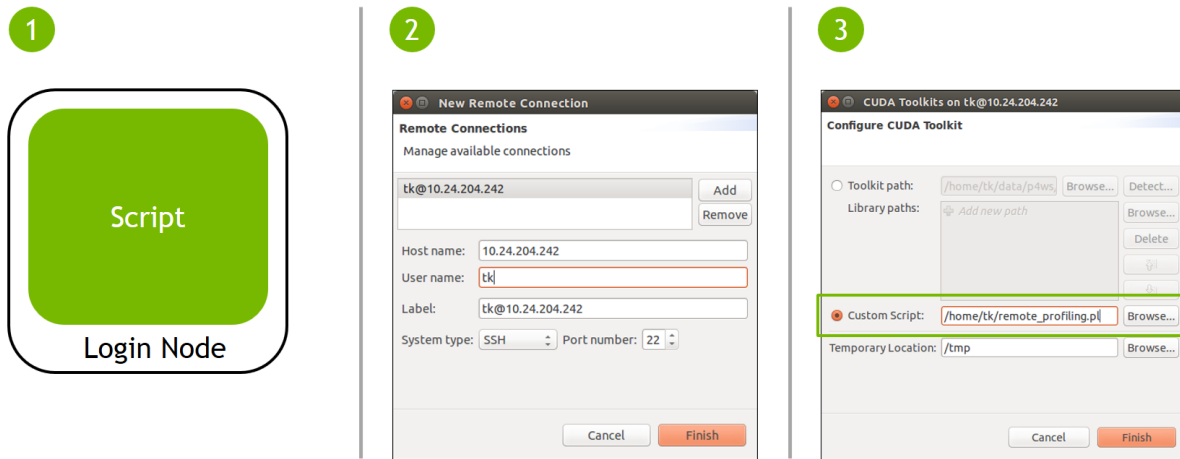 1
Script
Login Node
2
New Remote Connection
Remote Connections
Manage available connections
tk@10.24.204.242
Add
Remove
Host name: 10.24.204.242
User name: tk
Label: tk@10.24.204.242
System type: SSH Port number: 22
Cancel Finish
3
CUDA Toolkits on tk@10.24.204.242
Configure CUDA Toolkit
Toolkit path: /home/tk/data/p4ws, Browse... Detect...
Library paths: Add new path Browse...
Delete
Custom Script: /home/tk/remote_profiling.pl Browse...
Temporary Location: /tmp Browse...
Cancel Finish